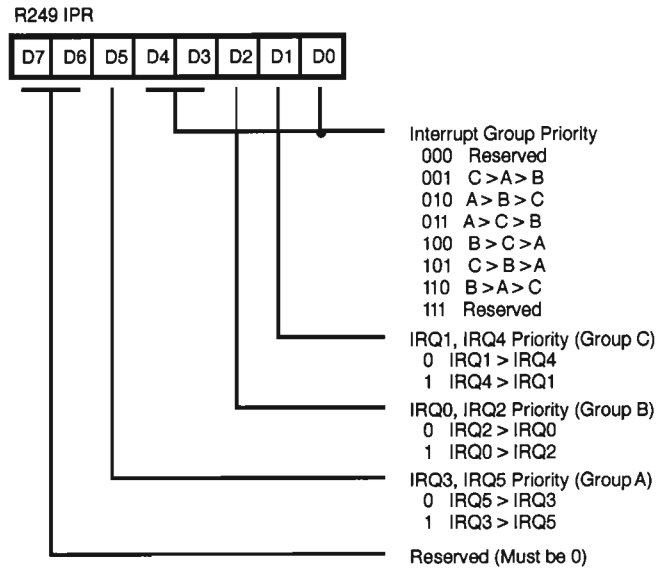 R249 IPR
D7 D6 D5 D4 D3 D2 D1 D0
Interrupt Group Priority
000 Reserved
001 C > A > B
010 A > B > C
011 A > C > B
100 B > C > A
101 C > B > A
110 B > A > C
111 Reserved
IRQ1, IRQ4 Priority (Group C)
0 IRQ1 > IRQ4
1 IRQ4 > IRQ1
IRQ0, IRQ2 Priority (Group B)
0 IRQ2 > IRQ0
1 IRQ0 > IRQ2
IRQ3, IRQ5 Priority (Group A)
0 IRQ5 > IRQ3
1 IRQ3 > IRQ5
Reserved (Must be 0)